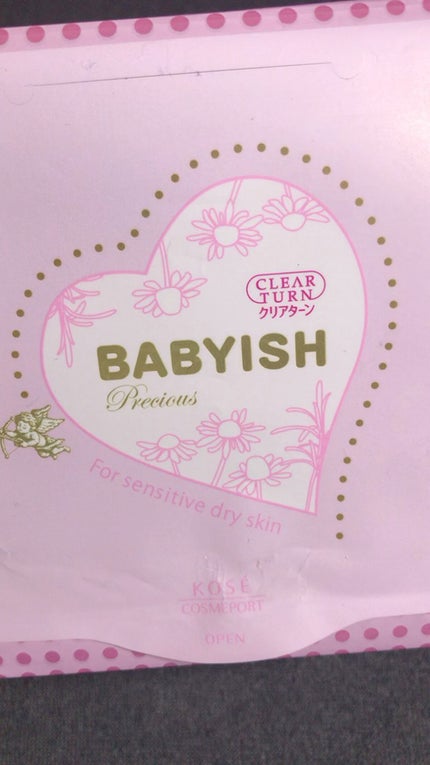 CLEAR
TURN
クリアターン
BABYISH
Precious
For sensitive dry skin
KOSÉ
COSMEPORT
OPEN